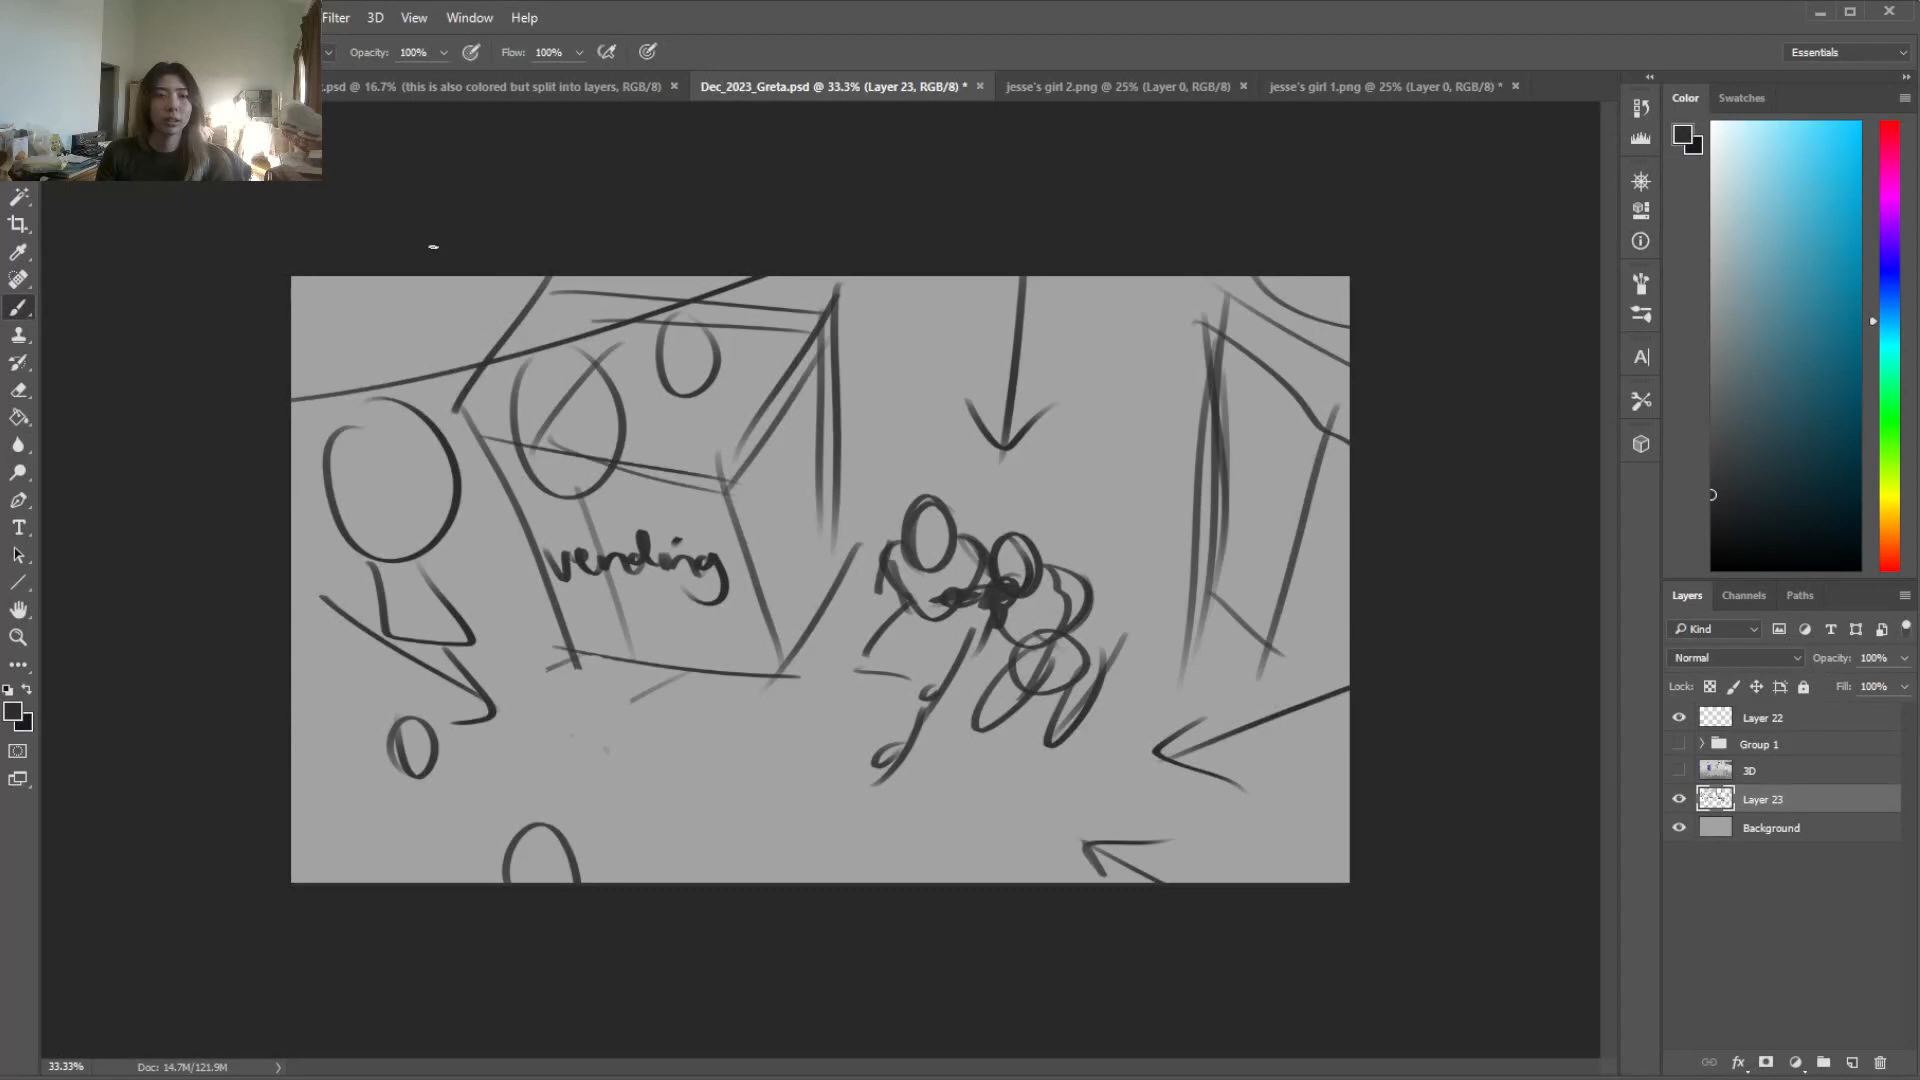 Filter 3D View Window Help
Opacity: 100% Flow: 100% Essentials
.psd @ 16.7% (this is also colored but split into layers, RGB/8) × Dec_2023_Greta.psd @ 33.3% (Layer 23, RGB/8) * × jesse's girl 2.png @ 25% (Layer 0, RGB/8) × jesse's girl 1.png @ 25% (Layer 0, RGB/8) * ×
Color Swatches
vending
Layers Channels Paths
Kind
Normal Opacity: 100%
Lock: Fill: 100%
Layer 22
Group 1
3D
Layer 23
Background
33.33% Doc: 14.7M/121.9M